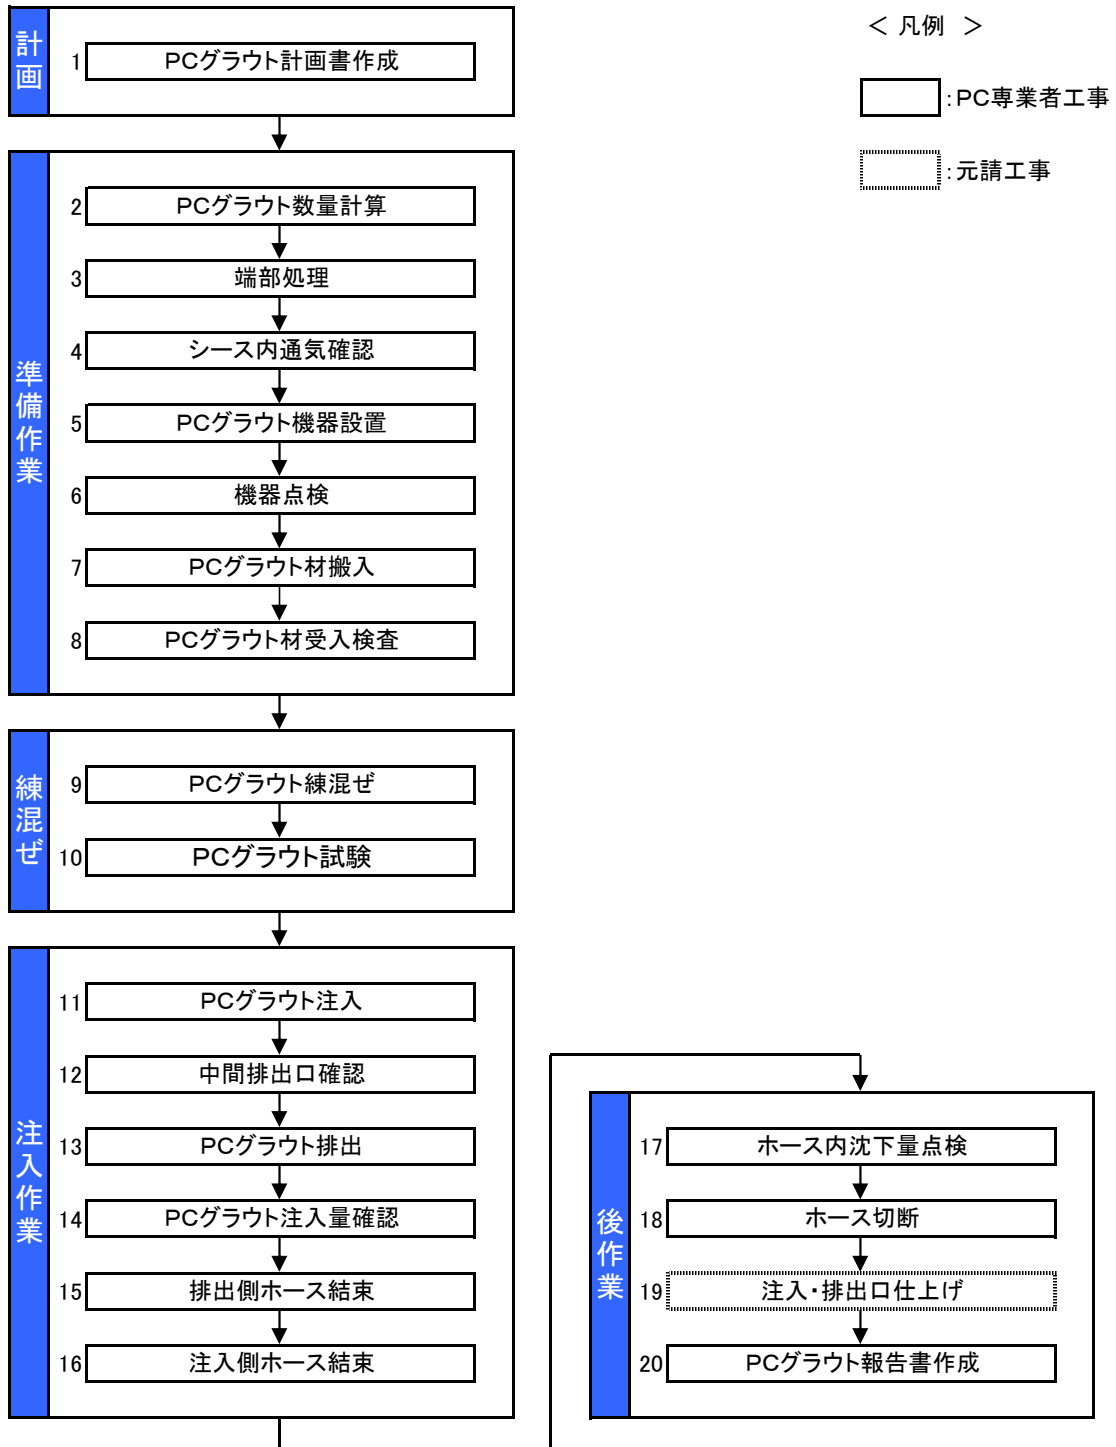 計画
1 PCグラウト計画書作成
＜ 凡例 ＞
：PC専業者工事
：元請工事
準備作業
2 PCグラウト数量計算
3 端部処理
4 シース内通気確認
5 PCグラウト機器設置
6 機器点検
7 PCグラウト材搬入
8 PCグラウト材受入検査
練混ぜ
9 PCグラウト練混ぜ
10 PCグラウト試験
注入作業
11 PCグラウト注入
12 中間排出口確認
13 PCグラウト排出
14 PCグラウト注入量確認
15 排出側ホース結束
16 注入側ホース結束
後作業
17 ホース内沈下量点検
18 ホース切断
19 注入・排出口仕上げ
20 PCグラウト報告書作成